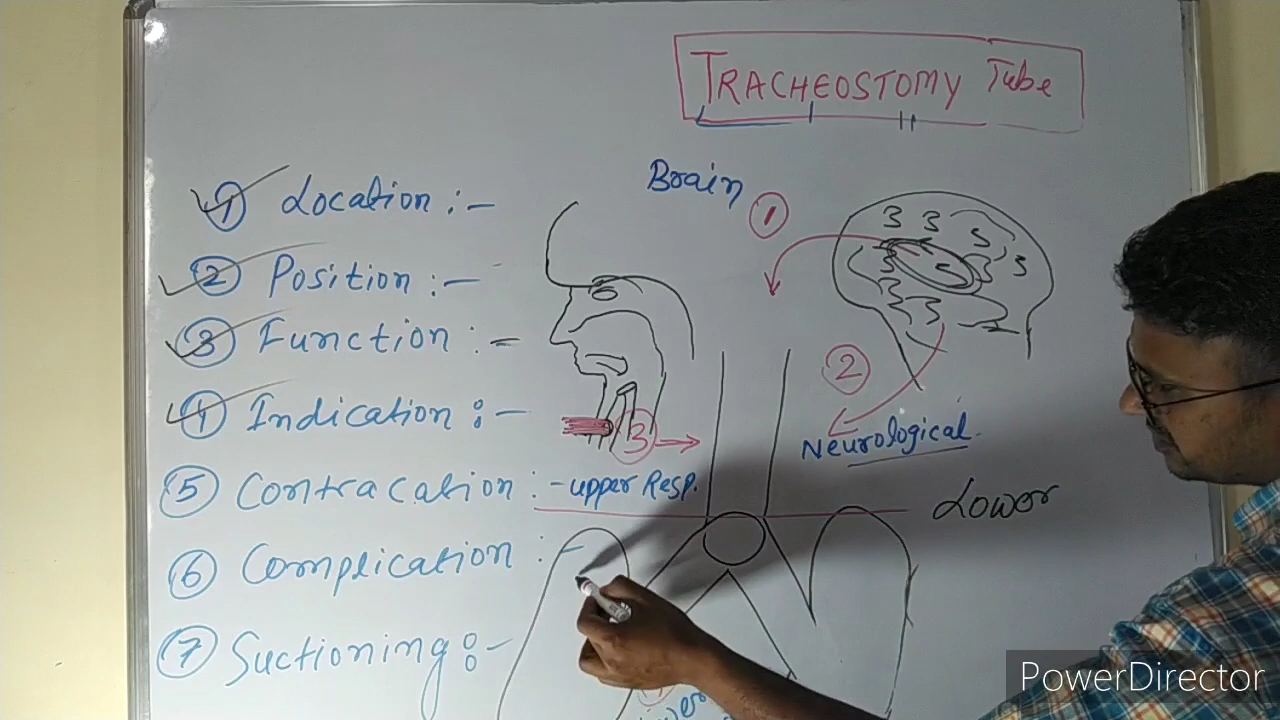 TRACHEOSTOMY Tube
Brain
1
① Location :-
② Position :-
③ Function :-
2
④ Indication :-
3
Neurological
⑤ Contracation :- upper Resp.
Lower
⑥ Complication :-
⑦ Suctioning :-
PowerDirector